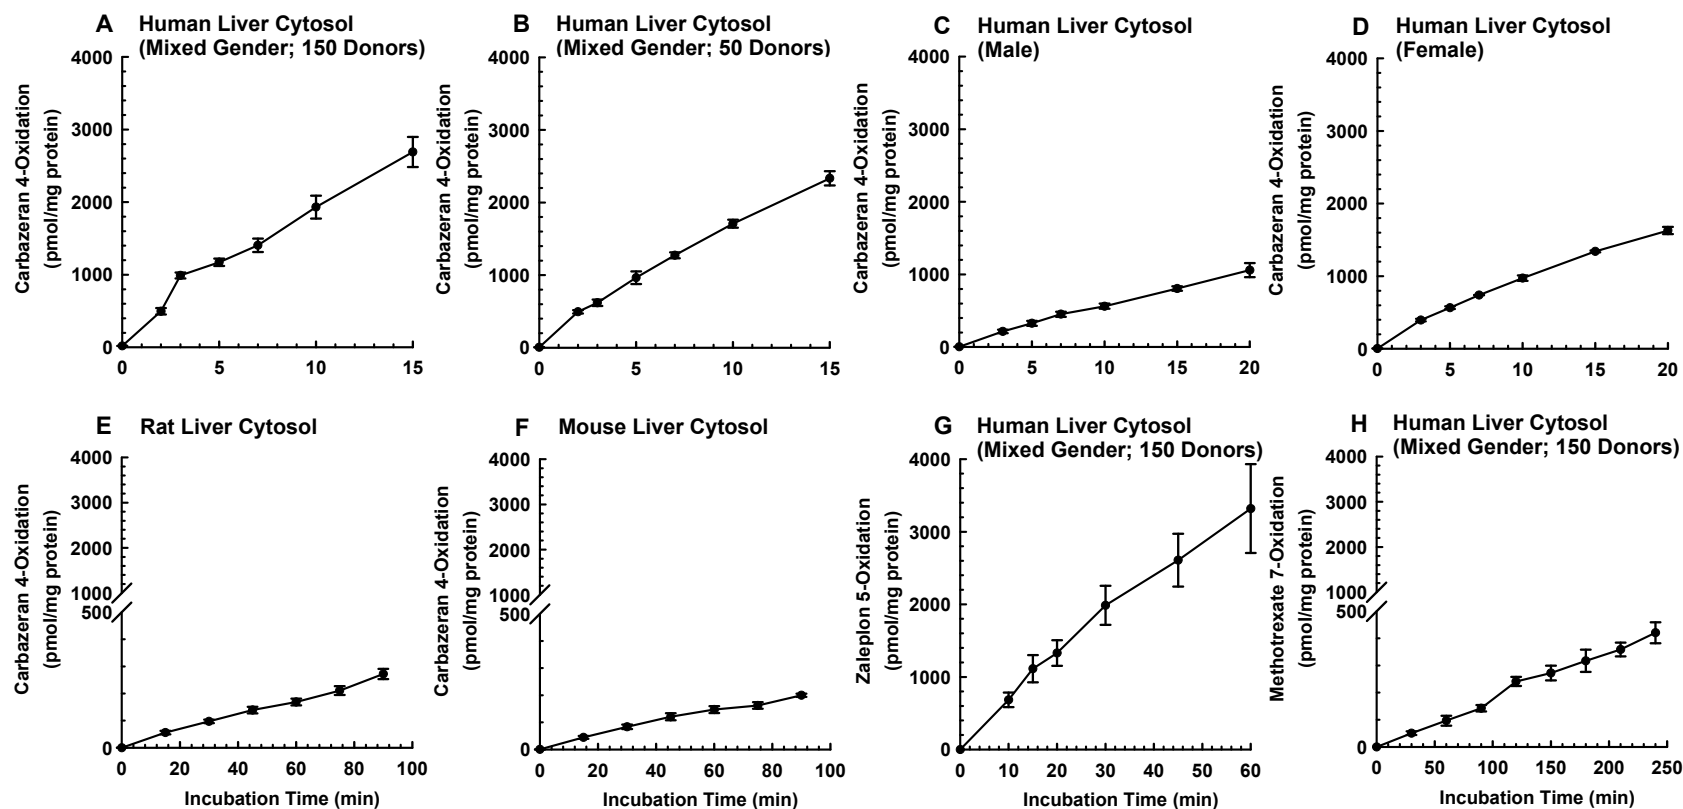 A Human Liver Cytosol
(Mixed Gender; 150 Donors)
Carbazeran 4-Oxidation
(pmol/mg protein)
4000
3000
2000
1000
0
0 5 10 15
B Human Liver Cytosol
(Mixed Gender; 50 Donors)
Carbazeran 4-Oxidation
(pmol/mg protein)
4000
3000
2000
1000
0
0 5 10 15
C Human Liver Cytosol
(Male)
Carbazeran 4-Oxidation
(pmol/mg protein)
4000
3000
2000
1000
0
0 5 10 15 20
D Human Liver Cytosol
(Female)
Carbazeran 4-Oxidation
(pmol/mg protein)
4000
3000
2000
1000
0
0 5 10 15 20
E Rat Liver Cytosol
Carbazeran 4-Oxidation
(pmol/mg protein)
4000
3000
2000
1000
500
0
0 20 40 60 80 100
Incubation Time (min)
F Mouse Liver Cytosol
Carbazeran 4-Oxidation
(pmol/mg protein)
4000
3000
2000
1000
500
0
0 20 40 60 80 100
Incubation Time (min)
G Human Liver Cytosol
(Mixed Gender; 150 Donors)
Zaleplon 5-Oxidation
(pmol/mg protein)
4000
3000
2000
1000
0
0 10 20 30 40 50 60
Incubation Time (min)
H Human Liver Cytosol
(Mixed Gender; 150 Donors)
Methotrexate 7-Oxidation
(pmol/mg protein)
4000
3000
2000
1000
500
0
0 50 100 150 200 250
Incubation Time (min)